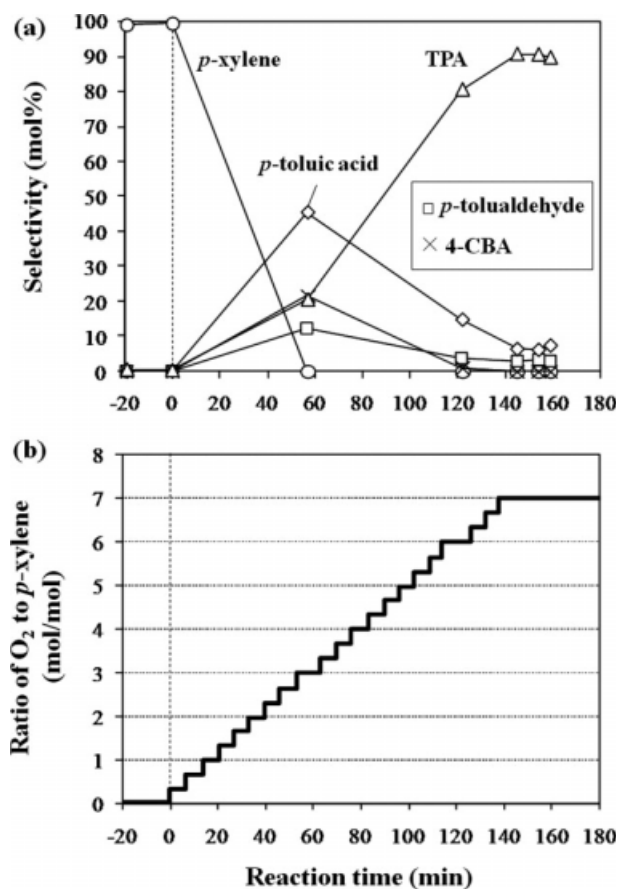 (a)
100
90
80
70
60
50
40
30
20
10
0
Selectivity (mol%)
p-xylene
TPA
p-toluic acid
p-tolualdehyde
4-CBA
-20 0 20 40 60 80 100 120 140 160 180
(b)
8
7
6
5
4
3
2
1
0
Ratio of O2 to p-xylene
(mol/mol)
-20 0 20 40 60 80 100 120 140 160 180
Reaction time (min)